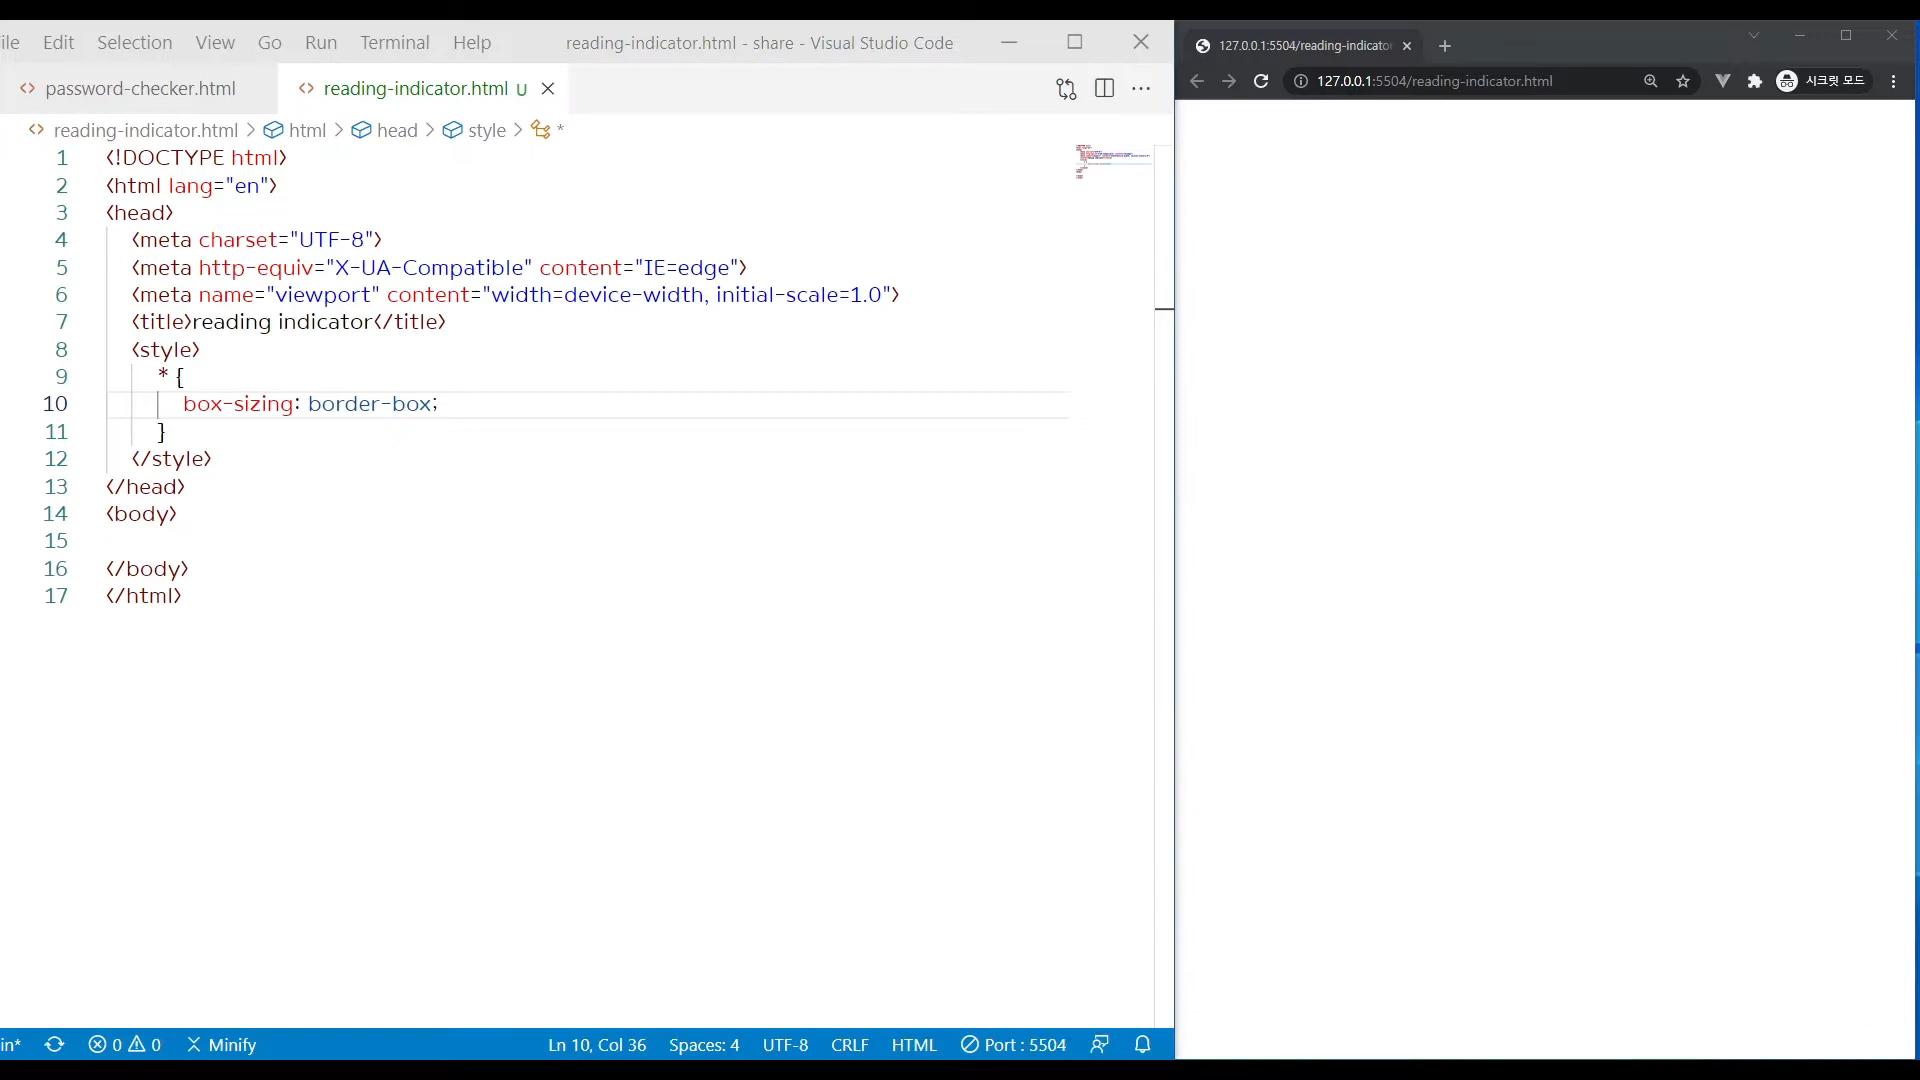 ile Edit Selection View Go Run Terminal Help reading-indicator.html - share - Visual Studio Code
password-checker.html reading-indicator.html U
reading-indicator.html > html > head > style > *
1 <!DOCTYPE html>
2 <html lang="en">
3 <head>
4 <meta charset="UTF-8">
5 <meta http-equiv="X-UA-Compatible" content="IE=edge">
6 <meta name="viewport" content="width=device-width, initial-scale=1.0">
7 <title>reading indicator</title>
8 <style>
9 * {
10 box-sizing: border-box;
11 }
12 </style>
13 </head>
14 <body>
15
16 </body>
17 </html>
in* 0 0 Minify Ln 10, Col 36 Spaces: 4 UTF-8 CRLF HTML Port : 5504
127.0.0.1:5504/reading-indicator
127.0.0.1:5504/reading-indicator.html 시크릿 모드